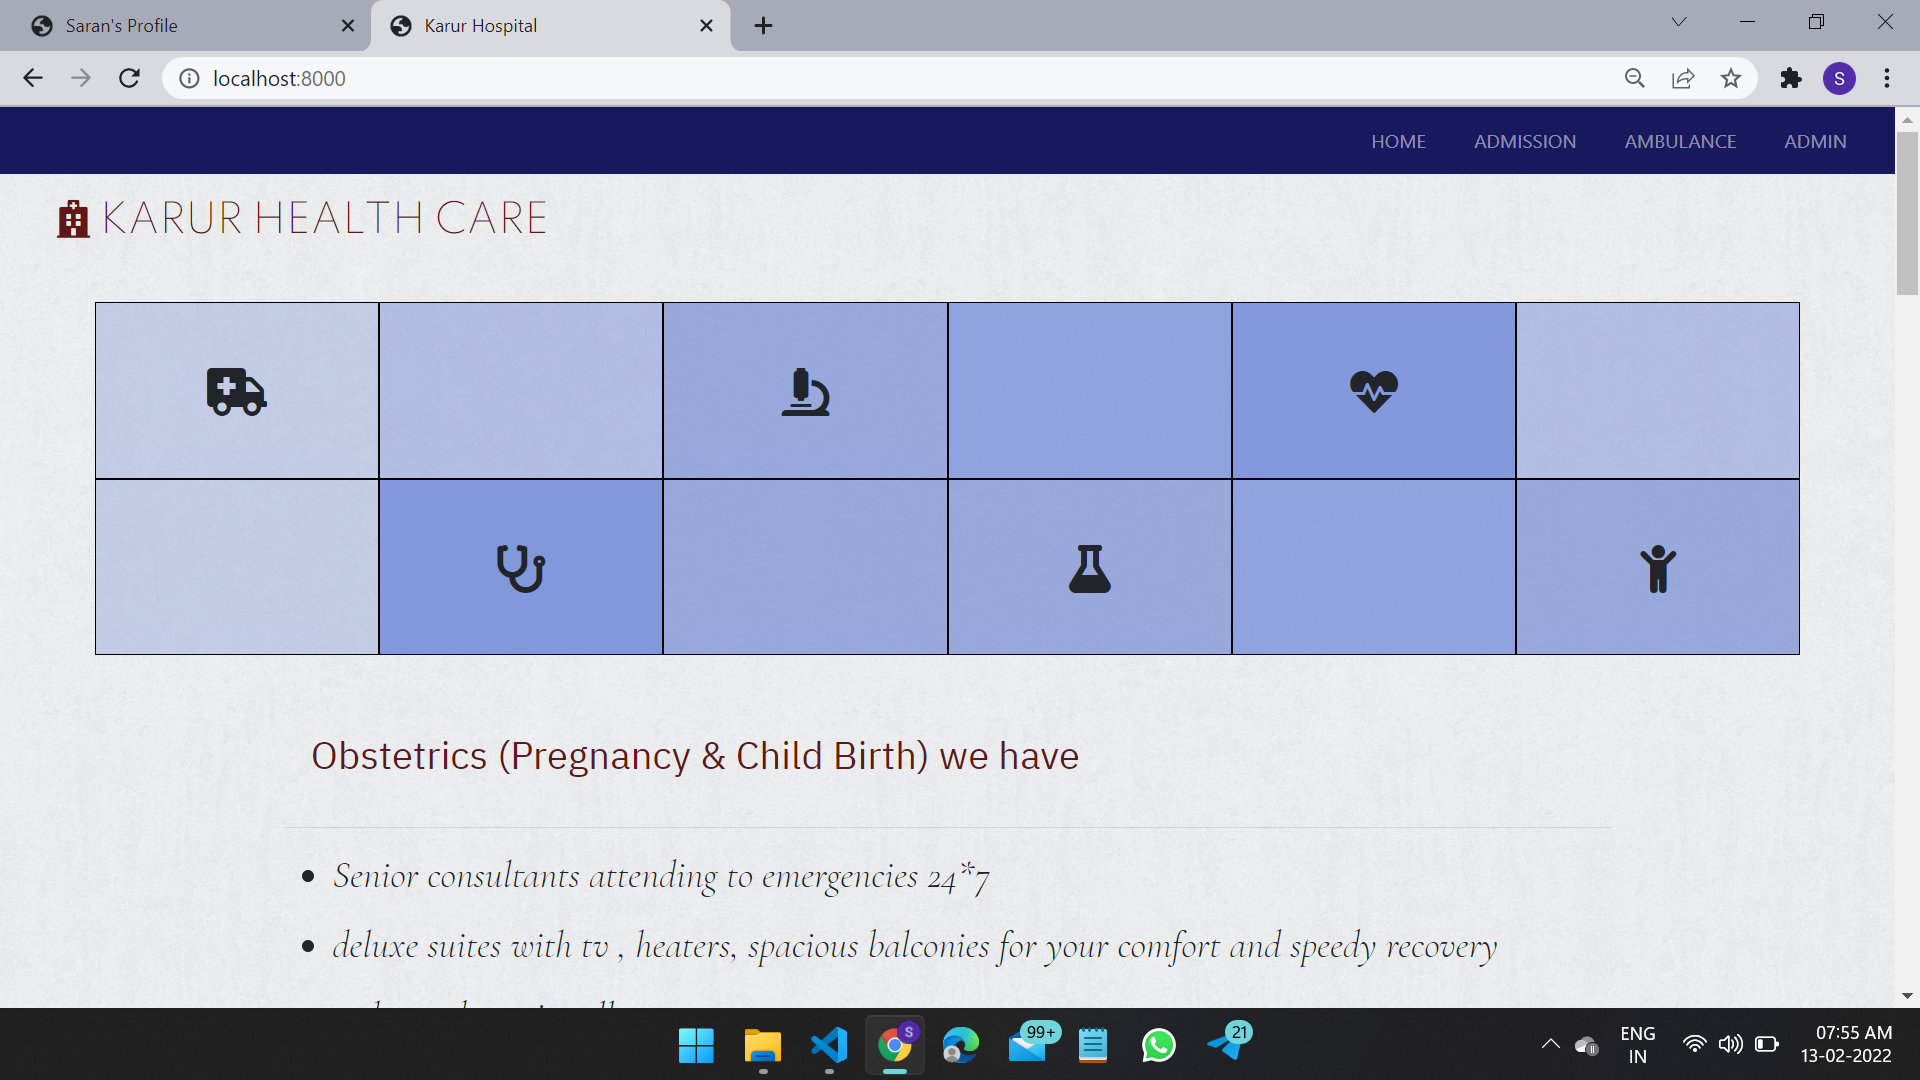 Saran's Profile
Karur Hospital
localhost:8000
S
HOME
ADMISSION
AMBULANCE
ADMIN
KARUR HEALTH CARE
Obstetrics (Pregnancy & Child Birth) we have
Senior consultants attending to emergencies 24*7
deluxe suites with tv , heaters, spacious balconies for your comfort and speedy recovery
S
99+
21
ENG
IN
07:55 AM
13-02-2022